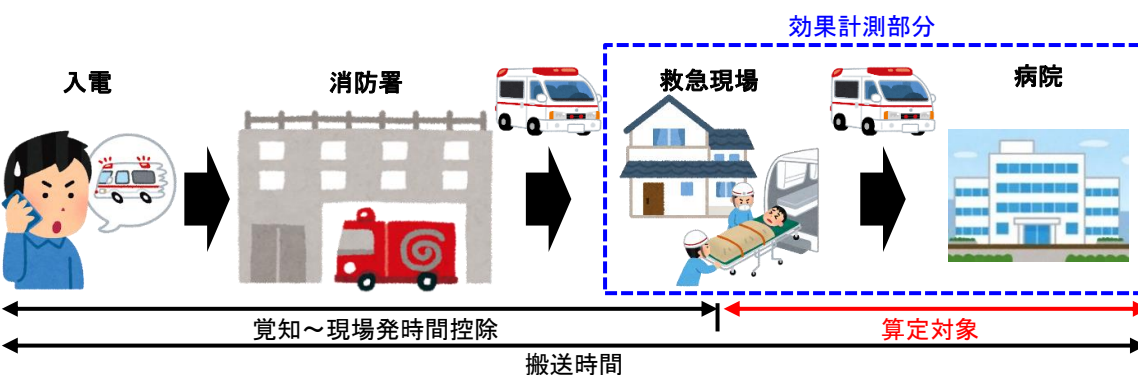 効果計測部分
入電
消防署
救急現場
病院
覚知～現場発時間控除
算定対象
搬送時間